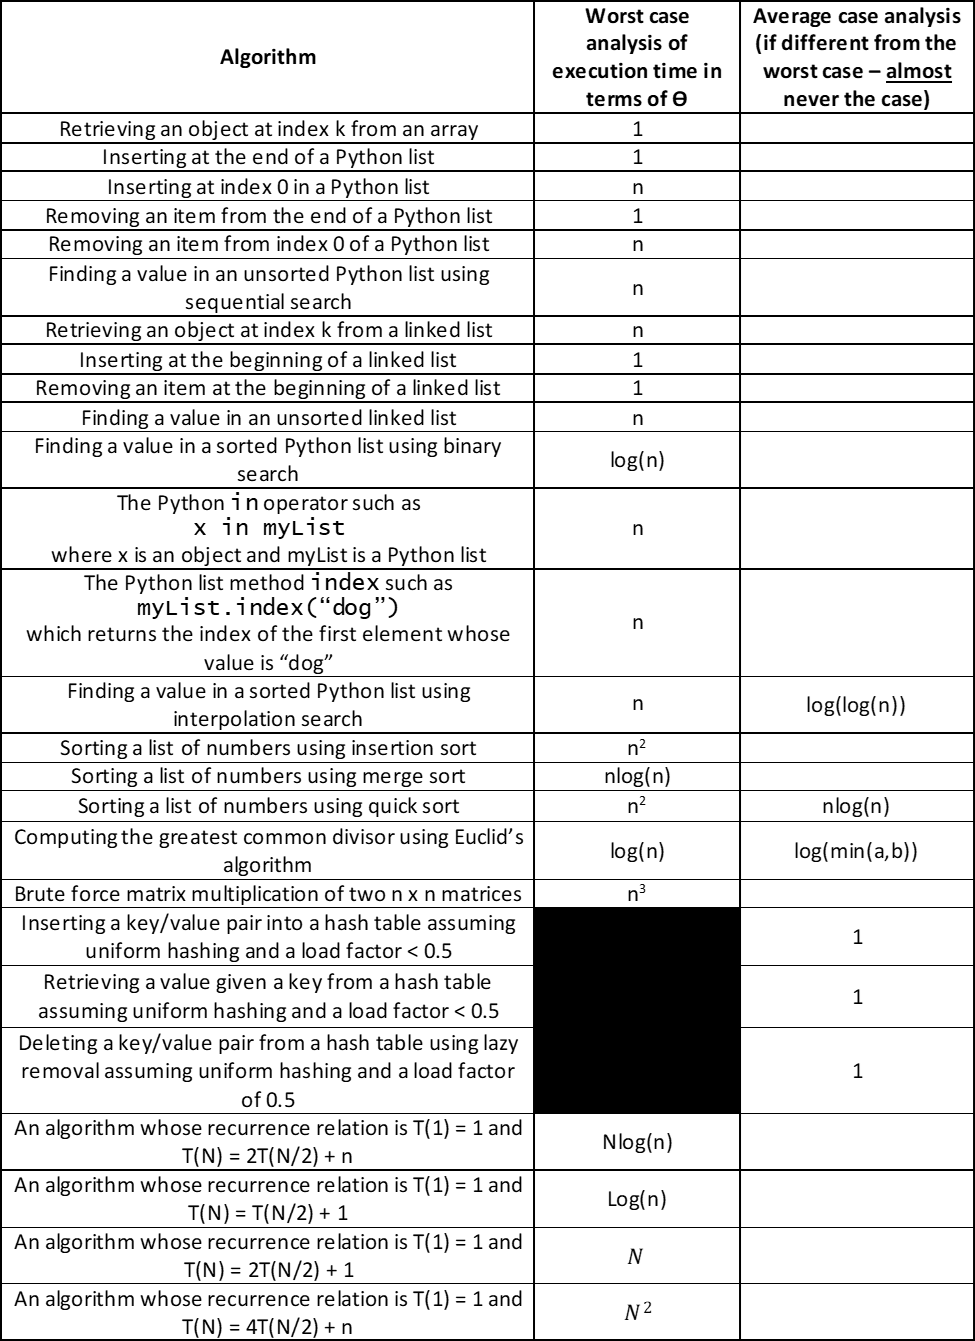 Algorithm
Worst case
analysis of
execution time in
terms of Ө
Average case analysis
(if different from the
worst case – almost
never the case)
Retrieving an object at index k from an array
1
Inserting at the end of a Python list
1
Inserting at index 0 in a Python list
n
Removing an item from the end of a Python list
1
Removing an item from index 0 of a Python list
n
Finding a value in an unsorted Python list using
sequential search
n
Retrieving an object at index k from a linked list
n
Inserting at the beginning of a linked list
1
Removing an item at the beginning of a linked list
1
Finding a value in an unsorted linked list
n
Finding a value in a sorted Python list using binary
search
log(n)
The Python in operator such as
x in myList
where x is an object and myList is a Python list
n
The Python list method index such as
myList.index(“dog”)
which returns the index of the first element whose
value is “dog”
n
Finding a value in a sorted Python list using
interpolation search
n
log(log(n))
Sorting a list of numbers using insertion sort
n²
Sorting a list of numbers using merge sort
nlog(n)
Sorting a list of numbers using quick sort
n²
nlog(n)
Computing the greatest common divisor using Euclid’s
algorithm
log(n)
log(min(a,b))
Brute force matrix multiplication of two n x n matrices
n³
Inserting a key/value pair into a hash table assuming
uniform hashing and a load factor < 0.5
1
Retrieving a value given a key from a hash table
assuming uniform hashing and a load factor < 0.5
1
Deleting a key/value pair from a hash table using lazy
removal assuming uniform hashing and a load factor
of 0.5
1
An algorithm whose recurrence relation is T(1) = 1 and
T(N) = 2T(N/2) + n
Nlog(n)
An algorithm whose recurrence relation is T(1) = 1 and
T(N) = T(N/2) + 1
Log(n)
An algorithm whose recurrence relation is T(1) = 1 and
T(N) = 2T(N/2) + 1
N
An algorithm whose recurrence relation is T(1) = 1 and
T(N) = 4T(N/2) + n
N²